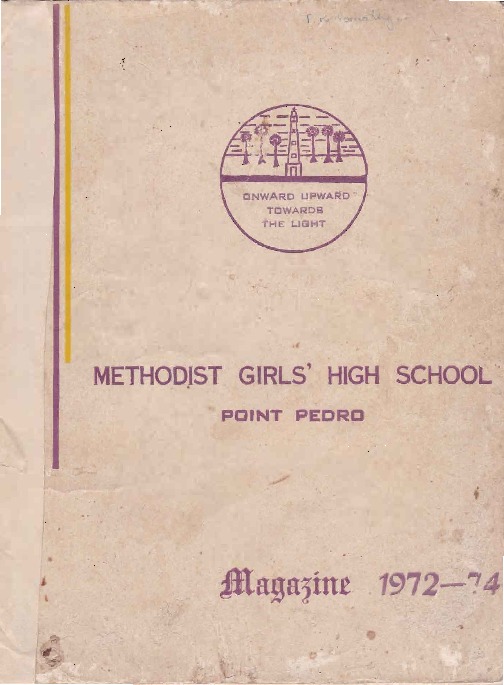 ONWARD UPWARD
TOWARDS
THE LIGHT
METHODIST GIRLS' HIGH SCHOOL
POINT PEDRO
Magazine 1972—74